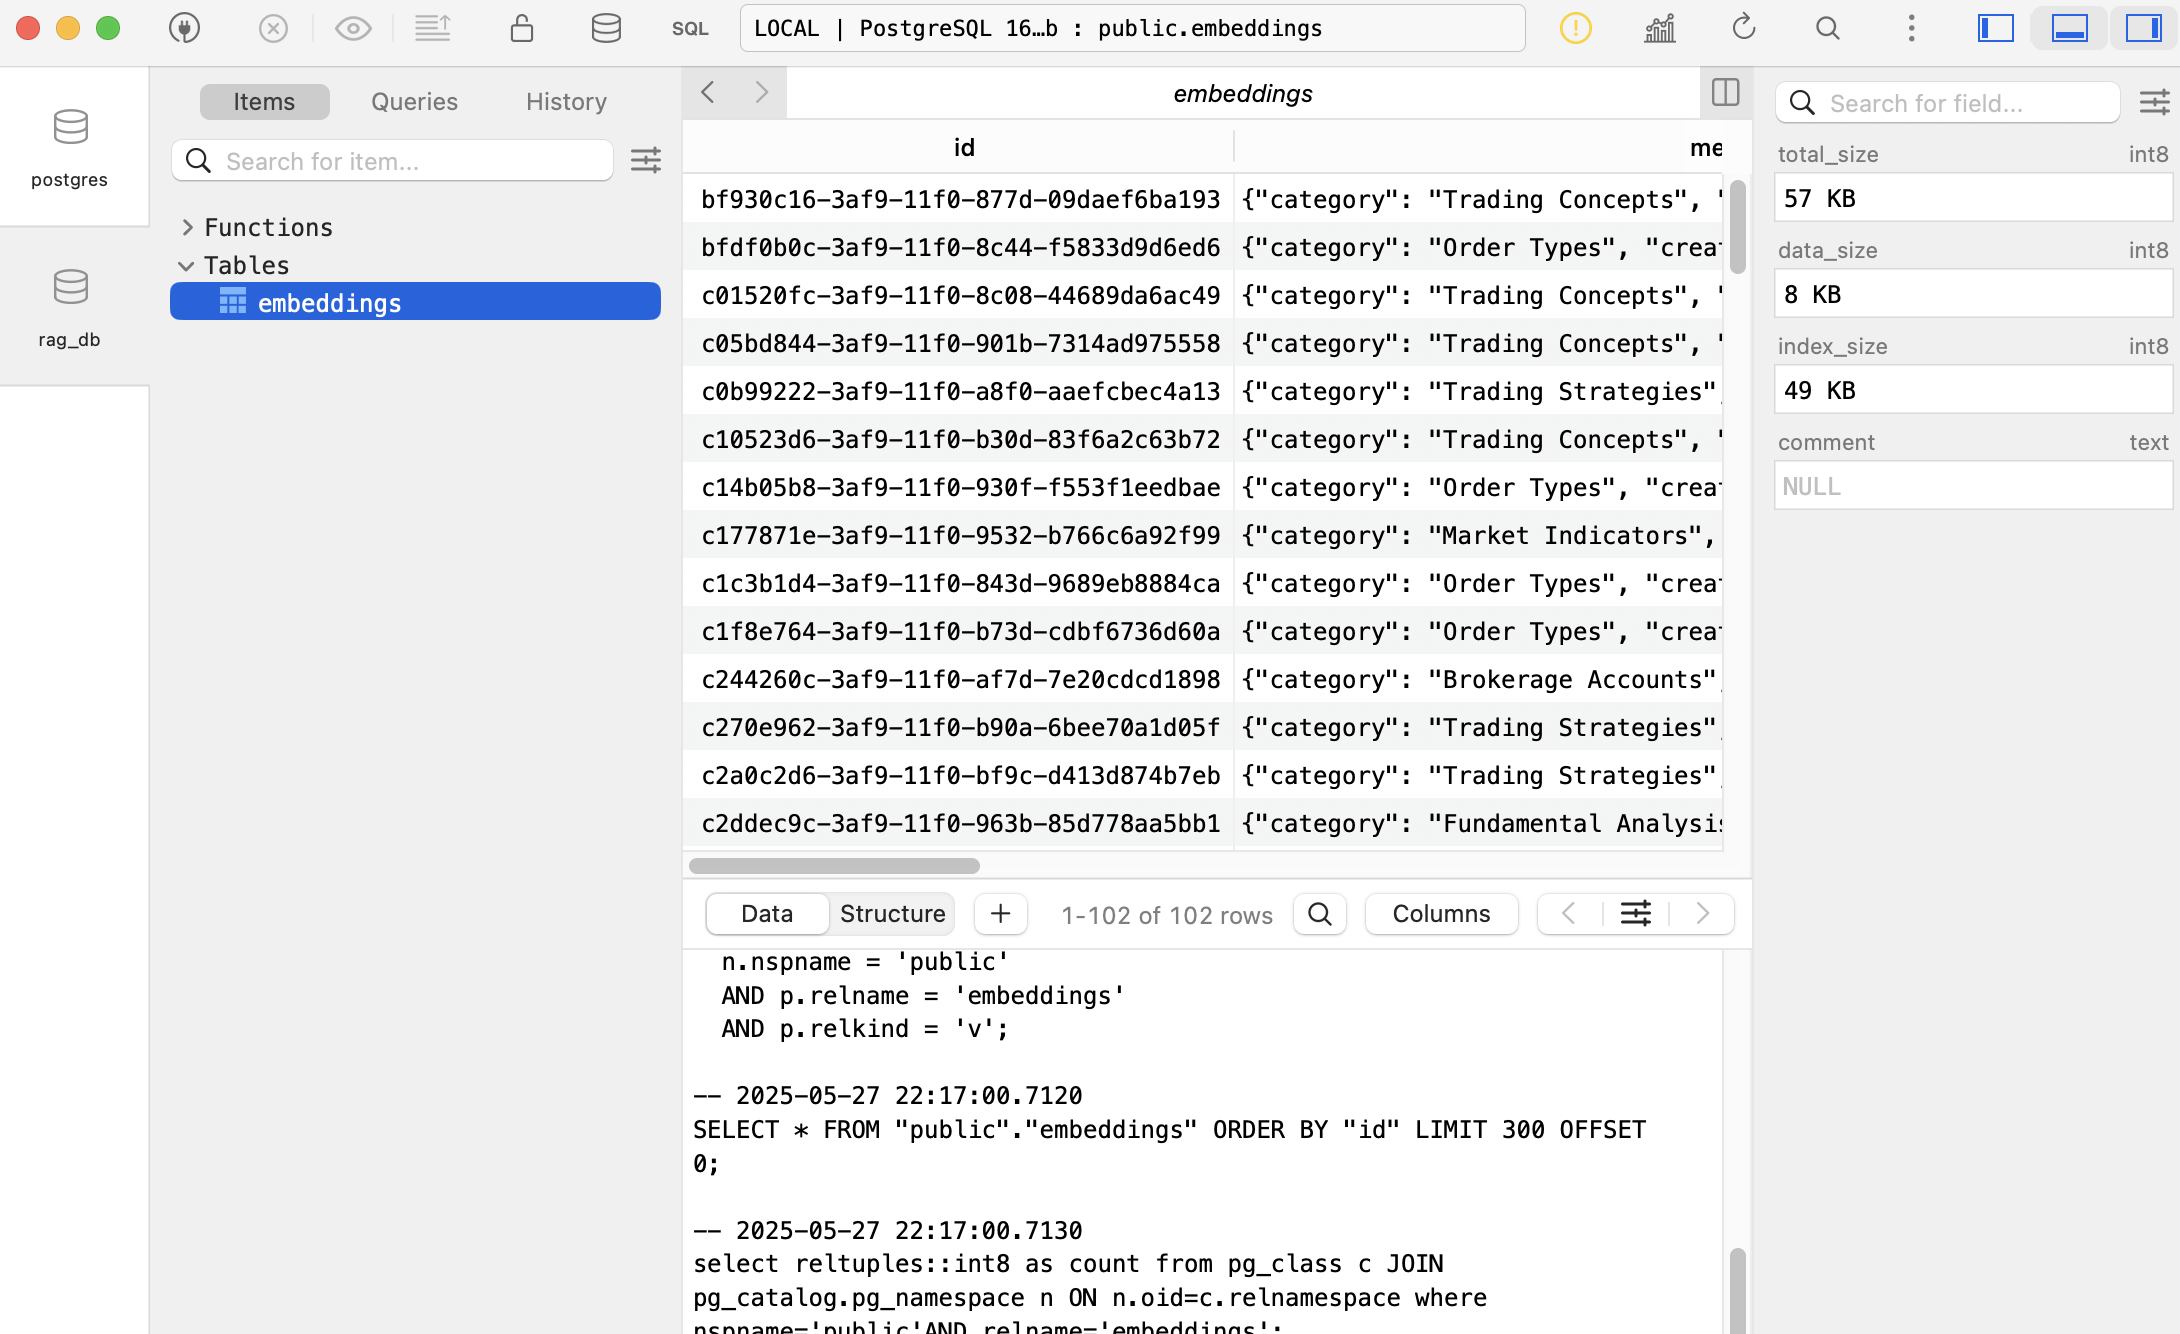 SQL
LOCAL | PostgreSQL 16…b : public.embeddings
postgres
rag_db
Items
Queries
History
Search for item...
Functions
Tables
embeddings
embeddings
id
me
bf930c16-3af9-11f0-877d-09daef6ba193 {"category": "Trading Concepts", "
bfdf0b0c-3af9-11f0-8c44-f5833d9d6ed6 {"category": "Order Types", "crea
c01520fc-3af9-11f0-8c08-44689da6ac49 {"category": "Trading Concepts", "
c05bd844-3af9-11f0-901b-7314ad975558 {"category": "Trading Concepts", "
c0b99222-3af9-11f0-a8f0-aaefcbec4a13 {"category": "Trading Strategies",
c10523d6-3af9-11f0-b30d-83f6a2c63b72 {"category": "Trading Concepts", "
c14b05b8-3af9-11f0-930f-f553f1eedbae {"category": "Order Types", "crea
c177871e-3af9-11f0-9532-b766c6a92f99 {"category": "Market Indicators",
c1c3b1d4-3af9-11f0-843d-9689eb8884ca {"category": "Order Types", "crea
c1f8e764-3af9-11f0-b73d-cdbf6736d60a {"category": "Order Types", "crea
c244260c-3af9-11f0-af7d-7e20cdcd1898 {"category": "Brokerage Accounts",
c270e962-3af9-11f0-b90a-6bee70a1d05f {"category": "Trading Strategies",
c2a0c2d6-3af9-11f0-bf9c-d413d874b7eb {"category": "Trading Strategies",
c2ddec9c-3af9-11f0-963b-85d778aa5bb1 {"category": "Fundamental Analysis
Data
Structure
1-102 of 102 rows
Columns
n.nspname = 'public'
AND p.relname = 'embeddings'
AND p.relkind = 'v';
-- 2025-05-27 22:17:00.7120
SELECT * FROM "public"."embeddings" ORDER BY "id" LIMIT 300 OFFSET
0;
-- 2025-05-27 22:17:00.7130
select reltuples::int8 as count from pg_class c JOIN
pg_catalog.pg_namespace n ON n.oid=c.relnamespace where
nspname='public'AND relname='embeddings';
Search for field...
total_size int8
57 KB
data_size int8
8 KB
index_size int8
49 KB
comment text
NULL